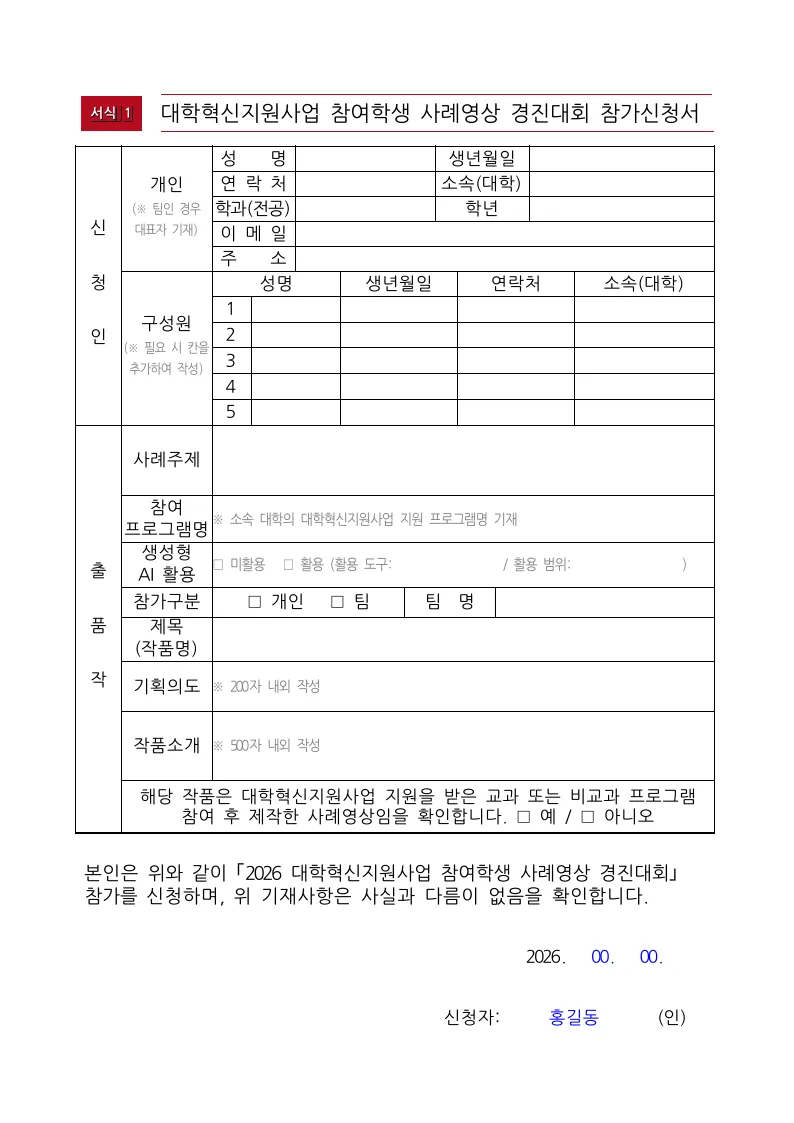 서식 1
대학혁신지원사업 참여학생 사례영상 경진대회 참가신청서
신청인
개인
(※ 팀인 경우
대표자 기재)
성 명
생년월일
연 락 처
소속(대학)
학과(전공)
학년
이 메 일
주 소
구성원
(※ 필요 시 칸을
추가하여 작성)
성명
생년월일
연락처
소속(대학)
1
2
3
4
5
출품작
사례주제
참여
프로그램명
※ 소속 대학의 대학혁신지원사업 지원 프로그램명 기재
생성형
AI 활용
□ 미활용 □ 활용 (활용 도구: / 활용 범위: )
참가구분
□ 개인 □ 팀
팀 명
제목
(작품명)
기획의도
※ 200자 내외 작성
작품소개
※ 500자 내외 작성
해당 작품은 대학혁신지원사업 지원을 받은 교과 또는 비교과 프로그램
참여 후 제작한 사례영상임을 확인합니다. □ 예 / □ 아니오
본인은 위와 같이 「2026 대학혁신지원사업 참여학생 사례영상 경진대회」
참가를 신청하며, 위 기재사항은 사실과 다름이 없음을 확인합니다.
2026. 00. 00.
신청자: 홍길동 (인)